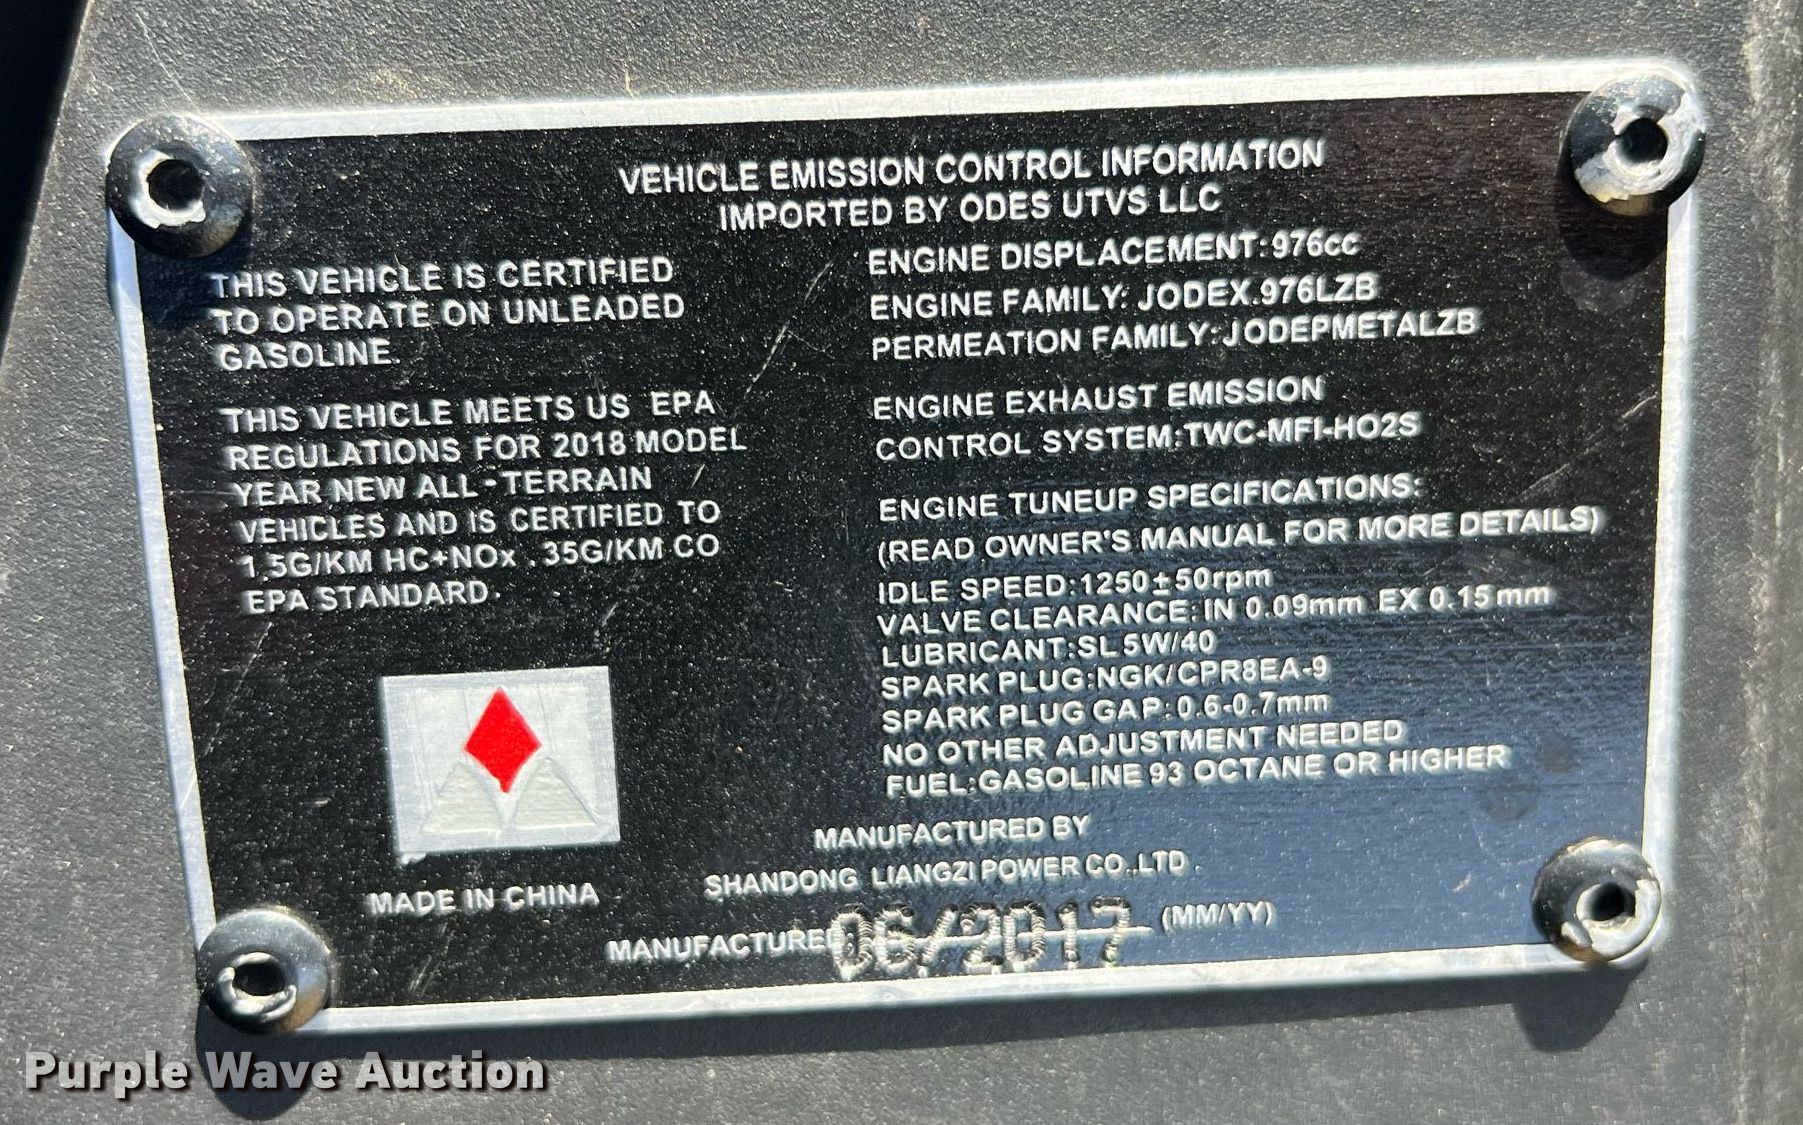 VEHICLE EMISSION CONTROL INFORMATION
IMPORTED BY ODES UTVS LLC
THIS VEHICLE IS CERTIFIED
TO OPERATE ON UNLEADED
GASOLINE.
THIS VEHICLE MEETS US EPA
REGULATIONS FOR 2018 MODEL
YEAR NEW ALL-TERRAIN
VEHICLES AND IS CERTIFIED TO
1.5G/KM HC+NOx . 35G/KM CO
EPA STANDARD.
MADE IN CHINA
ENGINE DISPLACEMENT:976cc
ENGINE FAMILY: JODEX.976LZB
PERMEATION FAMILY:JODEPMETALZB
ENGINE EXHAUST EMISSION
CONTROL SYSTEM:TWC-MFI-HO2S
ENGINE TUNEUP SPECIFICATIONS:
(READ OWNER'S MANUAL FOR MORE DETAILS)
IDLE SPEED:1250±50rpm
VALVE CLEARANCE:IN 0.09mm EX 0.15mm
LUBRICANT:SL 5W/40
SPARK PLUG:NGK/CPR8EA-9
SPARK PLUG GAP:0.6-0.7mm
NO OTHER ADJUSTMENT NEEDED
FUEL:GASOLINE 93 OCTANE OR HIGHER
MANUFACTURED BY
SHANDONG LIANGZI POWER CO.,LTD.
MANUFACTURED: 06/2017 (MM/YY)
Purple Wave Auction